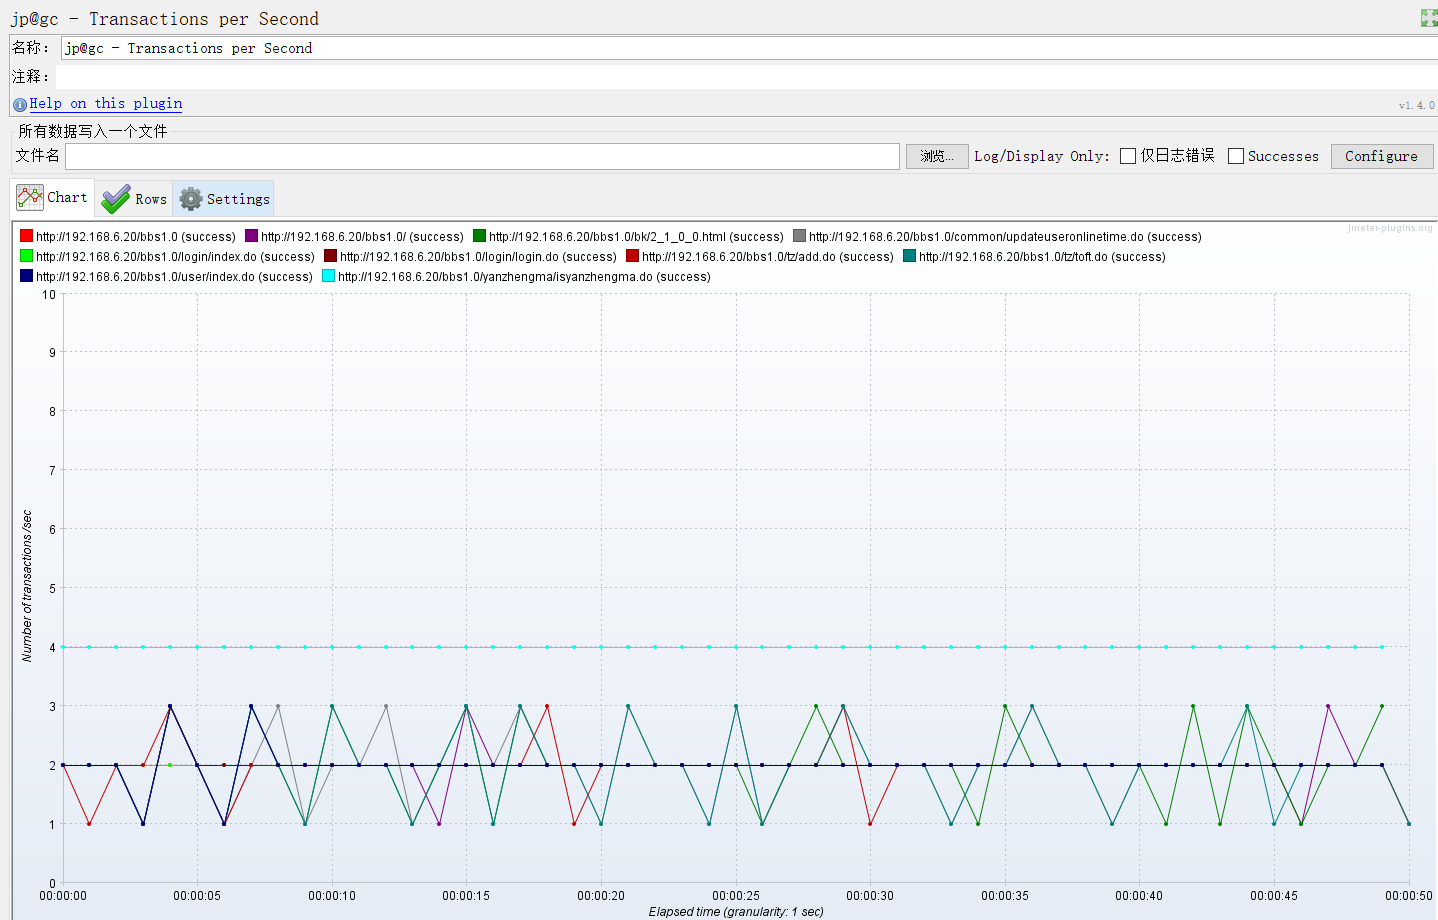 jp@gc - Transactions per Second
名称： jp@gc - Transactions per Second
注释：
Help on this plugin
v1.4.0
所有数据写入一个文件
文件名 浏览... Log/Display Only: 仅日志错误 Successes Configure
Chart Rows Settings
jmeter-plugins.org
http://192.168.6.20/bbs1.0 (success) http://192.168.6.20/bbs1.0/ (success) http://192.168.6.20/bbs1.0/bk/2_1_0_0.html (success) http://192.168.6.20/bbs1.0/common/updateuseronlinetime.do (success)
http://192.168.6.20/bbs1.0/login/index.do (success) http://192.168.6.20/bbs1.0/login/login.do (success) http://192.168.6.20/bbs1.0/tz/add.do (success) http://192.168.6.20/bbs1.0/tz/toft.do (success)
http://192.168.6.20/bbs1.0/user/index.do (success) http://192.168.6.20/bbs1.0/yanzhengma/isyanzhengma.do (success)
10
9
8
7
6
5
4
3
2
1
0
Number of transactions /sec
00:00:00 00:00:05 00:00:10 00:00:15 00:00:20 00:00:25 00:00:30 00:00:35 00:00:40 00:00:45 00:00:50
Elapsed time (granularity: 1 sec)